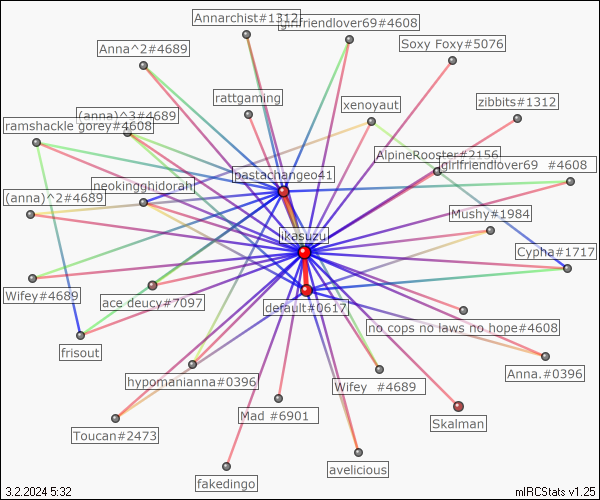 Annarchist#1312
girlfriendlover69#4608
Soxy Foxy#5076
Anna^2#4689
rattgaming
xenoyaut
zibbits#1312
(anna)^3#4689
ramshackle gorey#4608
AlpineRooster#2156
girlfriendlover69 #4608
pastachangeo41
neokingghidorah
(anna)^2#4689
Mushy#1984
ikasuzu
Cypha#1717
Wifey#4689
ace deucy#7097
default#0617
no cops no laws no hope#4608
frisout
Anna.#0396
hypomanianna#0396
Wifey #4689
Mad #6901
Skalman
Toucan#2473
avelicious
fakedingo
3.2.2024 5:32
mIRCStats v1.25